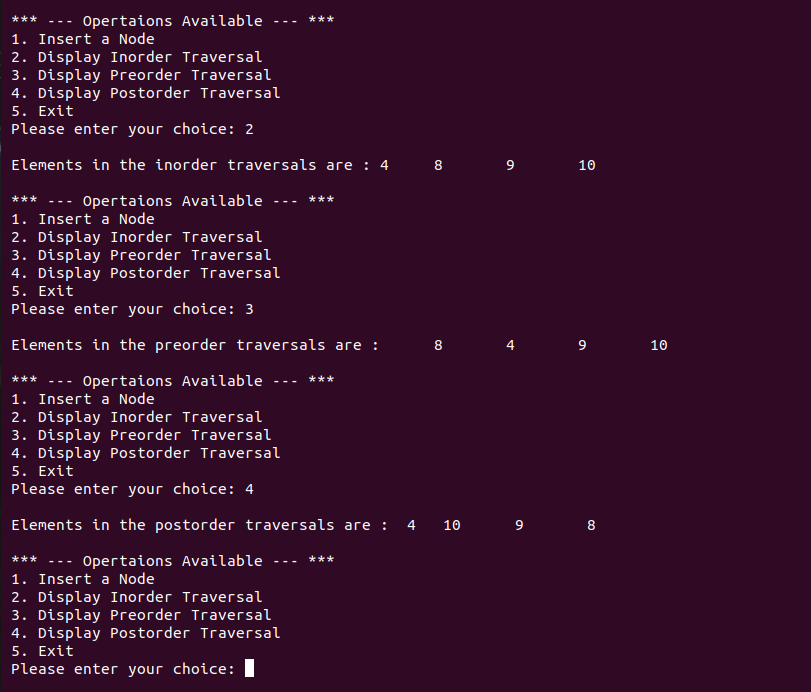 *** --- Opertaions Available --- ***
1. Insert a Node
2. Display Inorder Traversal
3. Display Preorder Traversal
4. Display Postorder Traversal
5. Exit
Please enter your choice: 2
Elements in the inorder traversals are : 4 8 9 10
*** --- Opertaions Available --- ***
1. Insert a Node
2. Display Inorder Traversal
3. Display Preorder Traversal
4. Display Postorder Traversal
5. Exit
Please enter your choice: 3
Elements in the preorder traversals are : 8 4 9 10
*** --- Opertaions Available --- ***
1. Insert a Node
2. Display Inorder Traversal
3. Display Preorder Traversal
4. Display Postorder Traversal
5. Exit
Please enter your choice: 4
Elements in the postorder traversals are : 4 10 9 8
*** --- Opertaions Available --- ***
1. Insert a Node
2. Display Inorder Traversal
3. Display Preorder Traversal
4. Display Postorder Traversal
5. Exit
Please enter your choice: